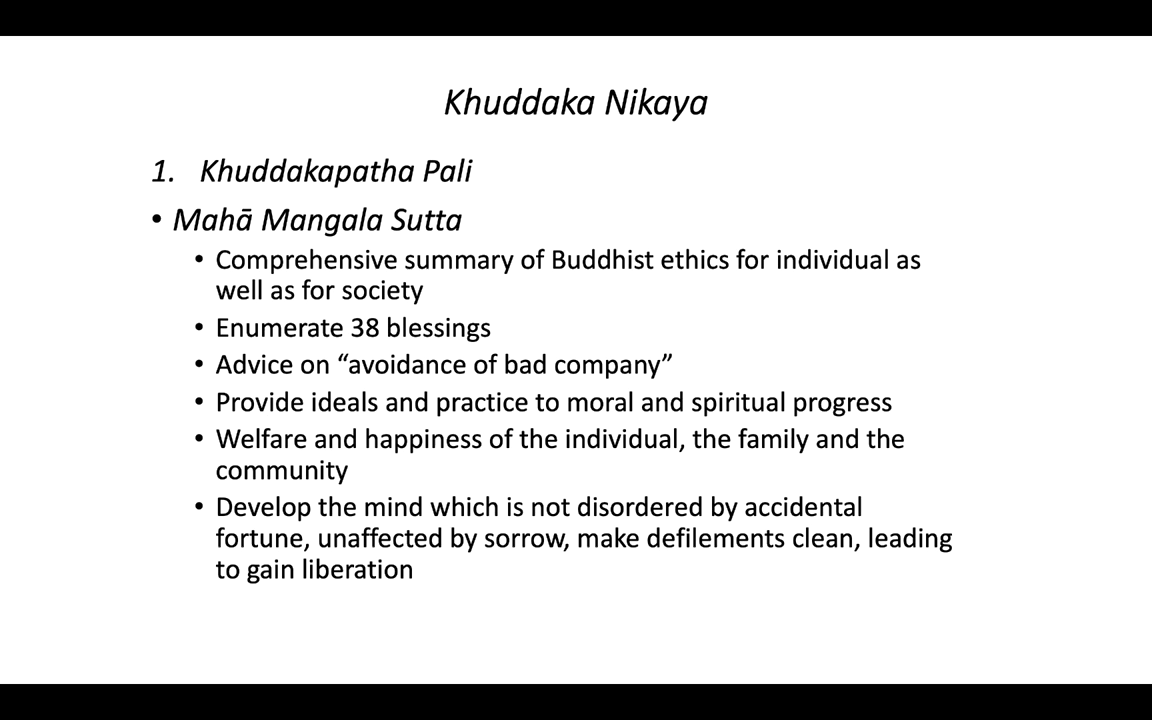 Khuddaka Nikaya
1. Khuddakapatha Pali
• Mahā Mangala Sutta
• Comprehensive summary of Buddhist ethics for individual as
well as for society
• Enumerate 38 blessings
• Advice on “avoidance of bad company”
• Provide ideals and practice to moral and spiritual progress
• Welfare and happiness of the individual, the family and the
community
• Develop the mind which is not disordered by accidental
fortune, unaffected by sorrow, make defilements clean, leading
to gain liberation